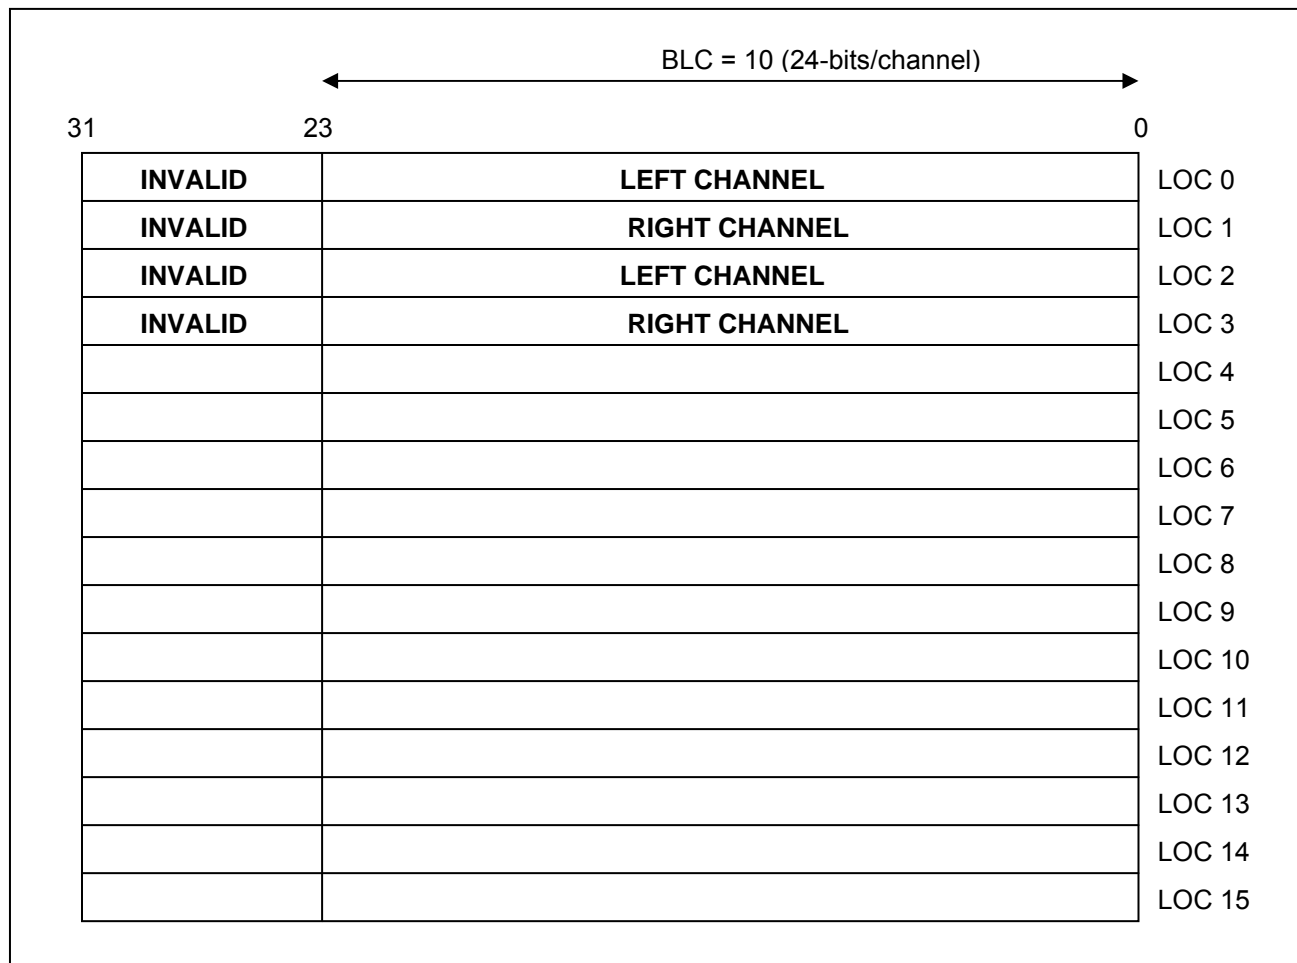 BLC = 10 (24-bits/channel)
31 23 0
INVALID LEFT CHANNEL LOC 0
INVALID RIGHT CHANNEL LOC 1
INVALID LEFT CHANNEL LOC 2
INVALID RIGHT CHANNEL LOC 3
LOC 4
LOC 5
LOC 6
LOC 7
LOC 8
LOC 9
LOC 10
LOC 11
LOC 12
LOC 13
LOC 14
LOC 15